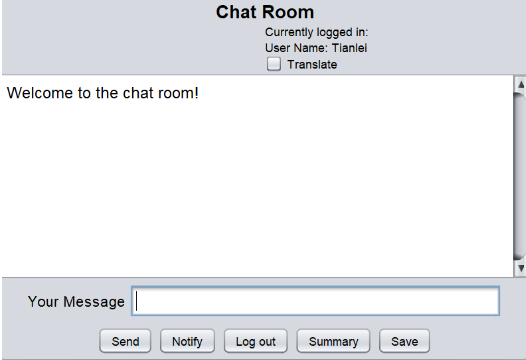 Chat Room
Currently logged in:
User Name: Tianlei
Translate
Welcome to the chat room!
Your Message
Send Notify Log out Summary Save